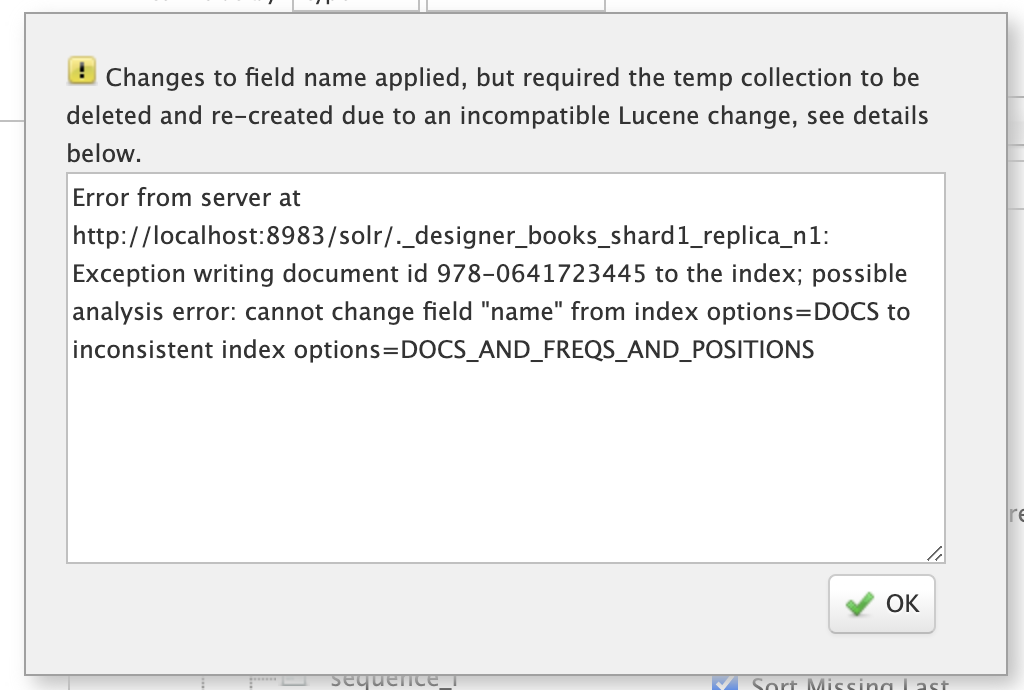 Changes to field name applied, but required the temp collection to be
deleted and re-created due to an incompatible Lucene change, see details
below.
Error from server at
http://localhost:8983/solr/._designer_books_shard1_replica_n1:
Exception writing document id 978-0641723445 to the index; possible
analysis error: cannot change field "name" from index options=DOCS to
inconsistent index options=DOCS_AND_FREQS_AND_POSITIONS
OK
Sort Missing Last